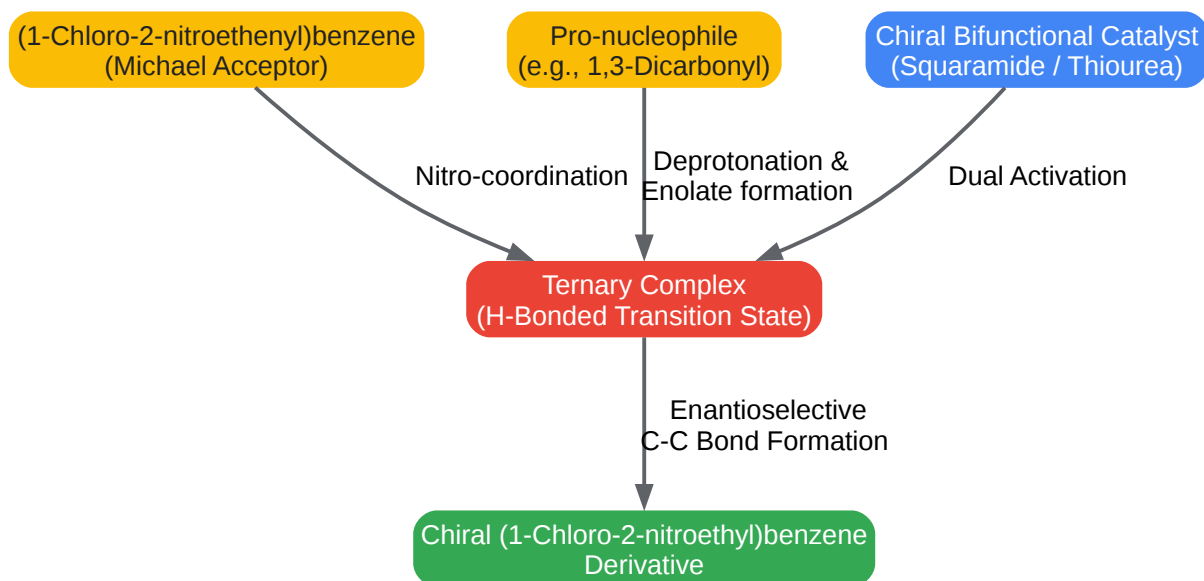 (1-Chloro-2-nitroethenyl)benzene
(Michael Acceptor)
Pro-nucleophile
(e.g., 1,3-Dicarbonyl)
Chiral Bifunctional Catalyst
(Squaramide / Thiourea)
Nitro-coordination
Deprotonation &
Enolate formation
Dual Activation
Ternary Complex
(H-Bonded Transition State)
Enantioselective
C-C Bond Formation
Chiral (1-Chloro-2-nitroethyl)benzene
Derivative